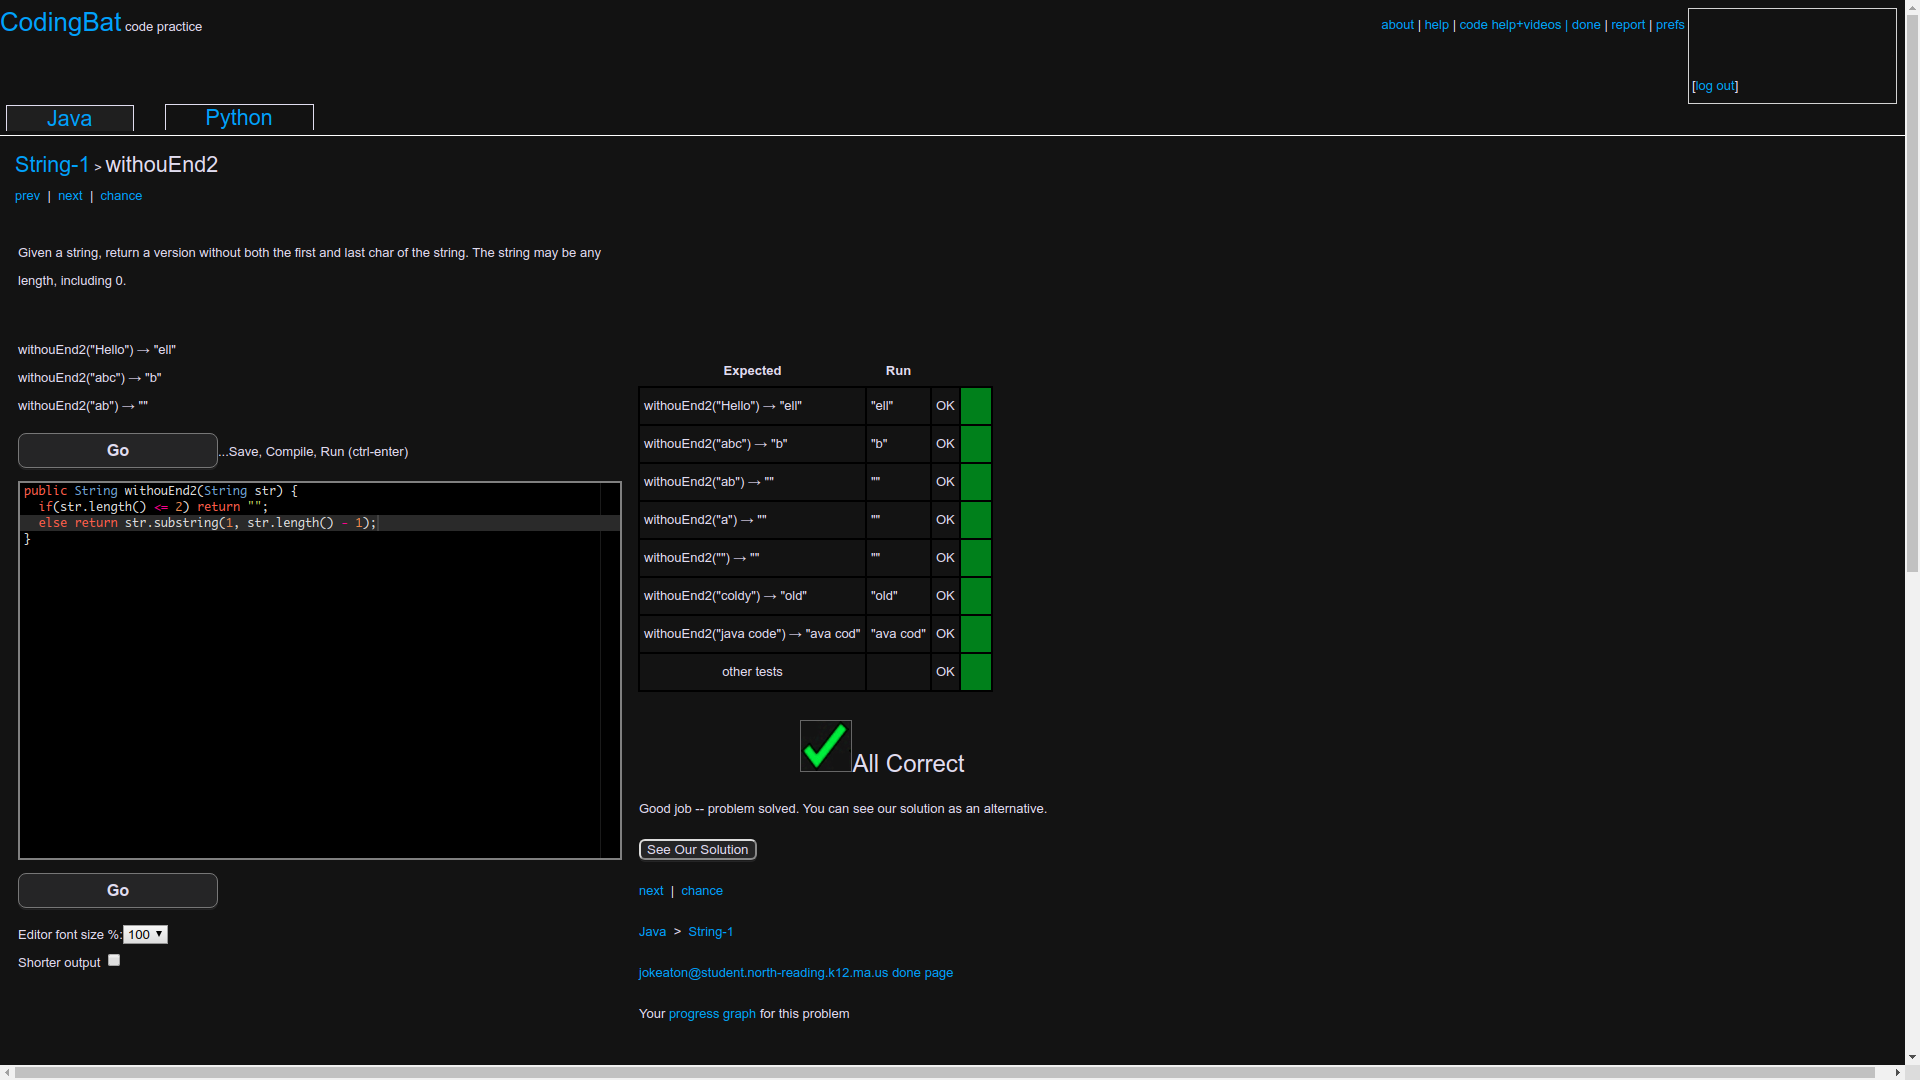 CodingBat code practice
about | help | code help+videos | done | report | prefs
[log out]
Java
Python
String-1 > withouEnd2
prev | next | chance
Given a string, return a version without both the first and last char of the string. The string may be any
length, including 0.
withouEnd2("Hello") → "ell"
withouEnd2("abc") → "b"
withouEnd2("ab") → ""
Go
...Save, Compile, Run (ctrl-enter)
public String withouEnd2(String str) {
  if(str.length() <= 2) return "";
  else return str.substring(1, str.length() - 1);
}
Go
Editor font size %: 100
Shorter output
Expected Run
withouEnd2("Hello") → "ell" "ell" OK
withouEnd2("abc") → "b" "b" OK
withouEnd2("ab") → "" "" OK
withouEnd2("a") → "" "" OK
withouEnd2("") → "" "" OK
withouEnd2("coldy") → "old" "old" OK
withouEnd2("java code") → "ava cod" "ava cod" OK
other tests OK
All Correct
Good job -- problem solved. You can see our solution as an alternative.
See Our Solution
next | chance
Java > String-1
jokeaton@student.north-reading.k12.ma.us done page
Your progress graph for this problem